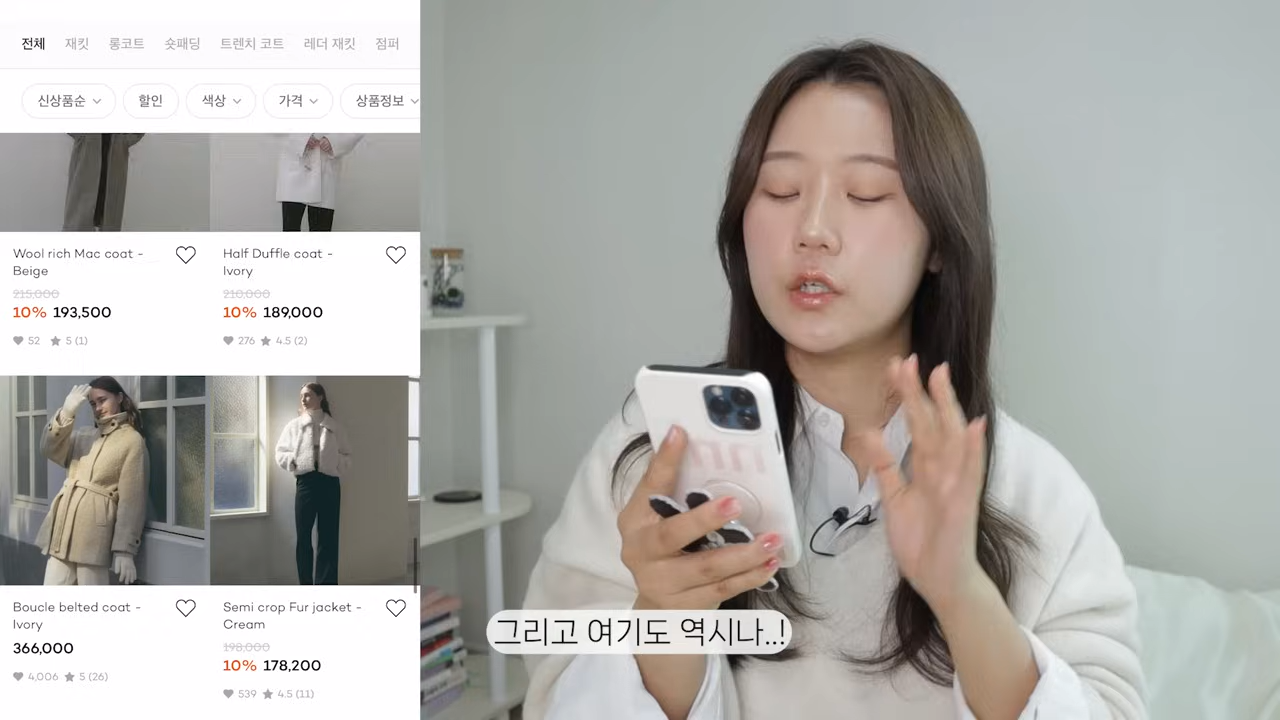 전체 재킷 롱코트 숏패딩 트렌치 코트 레더 재킷 점퍼
신상품순 할인 색상 가격 상품정보
Wool rich Mac coat -
Beige
215,000
10% 193,500
52 5 (1)
Half Duffle coat -
Ivory
210,000
10% 189,000
276 4.5 (2)
Boucle belted coat -
Ivory
366,000
4,006 5 (26)
Semi crop Fur jacket -
Cream
198,000
10% 178,200
539 4.5 (11)
그리고 여기도 역시나..!